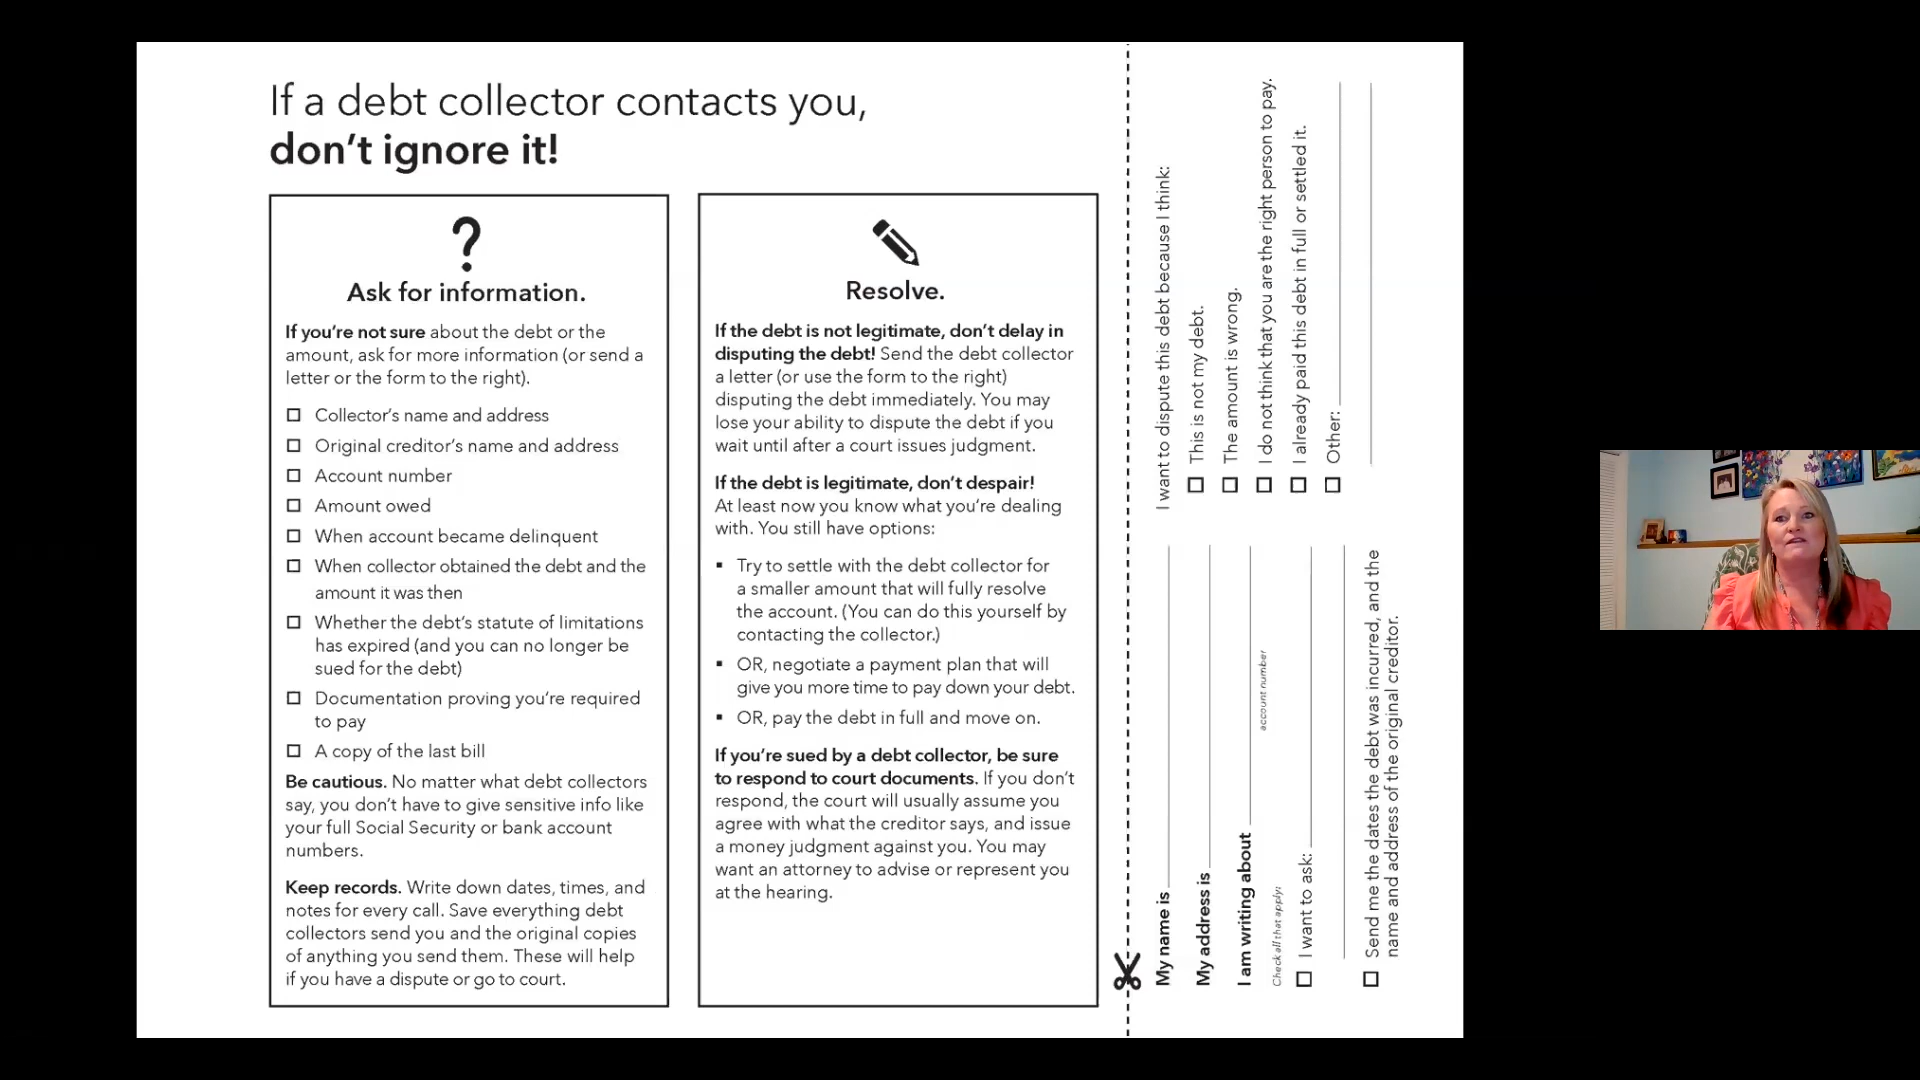 If a debt collector contacts you,
don't ignore it!
?
Ask for information.
If you're not sure about the debt or the
amount, ask for more information (or send a
letter or the form to the right).
Collector's name and address
Original creditor's name and address
Account number
Amount owed
When account became delinquent
When collector obtained the debt and the
amount it was then
Whether the debt's statute of limitations
has expired (and you can no longer be
sued for the debt)
Documentation proving you're required
to pay
A copy of the last bill
Be cautious. No matter what debt collectors
say, you don't have to give sensitive info like
your full Social Security or bank account
numbers.
Keep records. Write down dates, times, and
notes for every call. Save everything debt
collectors send you and the original copies
of anything you send them. These will help
if you have a dispute or go to court.
Resolve.
If the debt is not legitimate, don't delay in
disputing the debt! Send the debt collector
a letter (or use the form to the right)
disputing the debt immediately. You may
lose your ability to dispute the debt if you
wait until after a court issues judgment.
If the debt is legitimate, don't despair!
At least now you know what you're dealing
with. You still have options:
Try to settle with the debt collector for
a smaller amount that will fully resolve
the account. (You can do this yourself by
contacting the collector.)
OR, negotiate a payment plan that will
give you more time to pay down your debt.
OR, pay the debt in full and move on.
If you're sued by a debt collector, be sure
to respond to court documents. If you don't
respond, the court will usually assume you
agree with what the creditor says, and issue
a money judgment against you. You may
want an attorney to advise or represent you
at the hearing.
My name is
My address is
I am writing about
account number
Check all that apply:
I want to ask:
Send me the dates the debt was incurred, and the
name and address of the original creditor.
I want to dispute this debt because I think:
This is not my debt.
The amount is wrong.
I do not think that you are the right person to pay.
I already paid this debt in full or settled it.
Other: